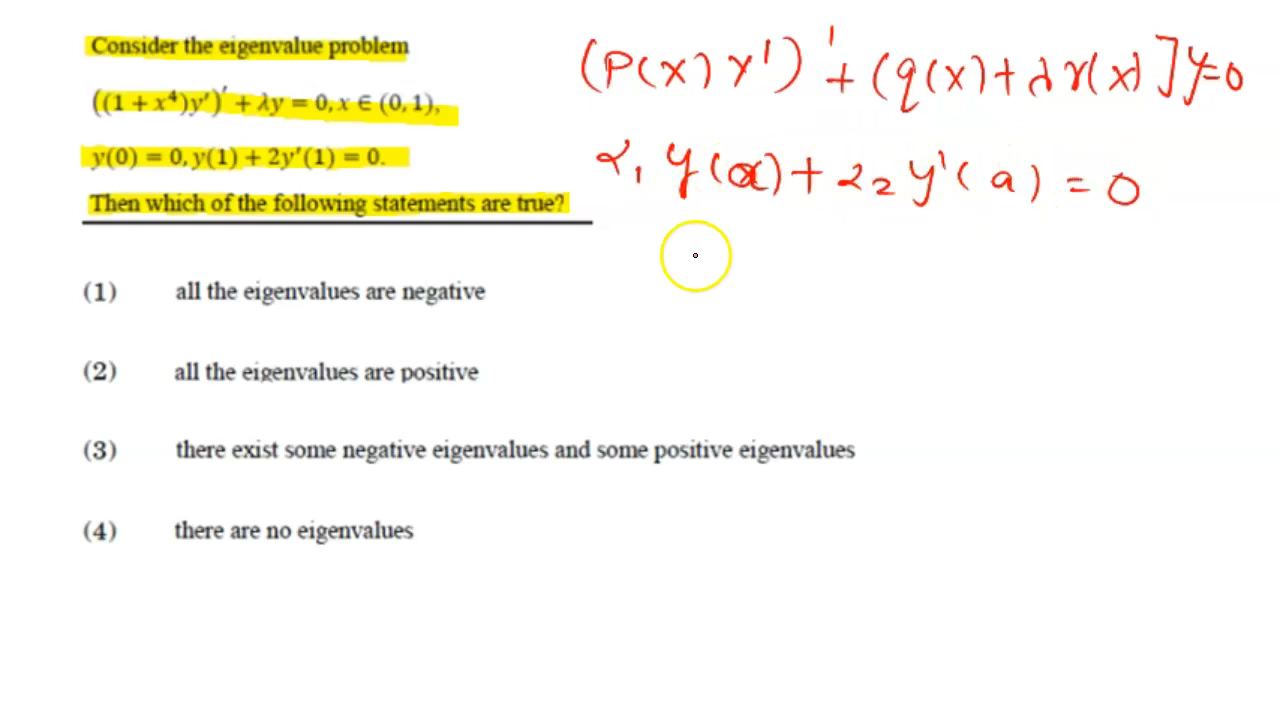 Consider the eigenvalue problem
((1 + x⁴)y′)′ + λy = 0, x ∈ (0, 1),
y(0) = 0, y(1) + 2y′(1) = 0.
Then which of the following statements are true?
(P(x) y')' + (q(x) + λ r(x)] y = 0
α₁ y(a) + α₂ y'(a) = 0
(1) all the eigenvalues are negative
(2) all the eigenvalues are positive
(3) there exist some negative eigenvalues and some positive eigenvalues
(4) there are no eigenvalues